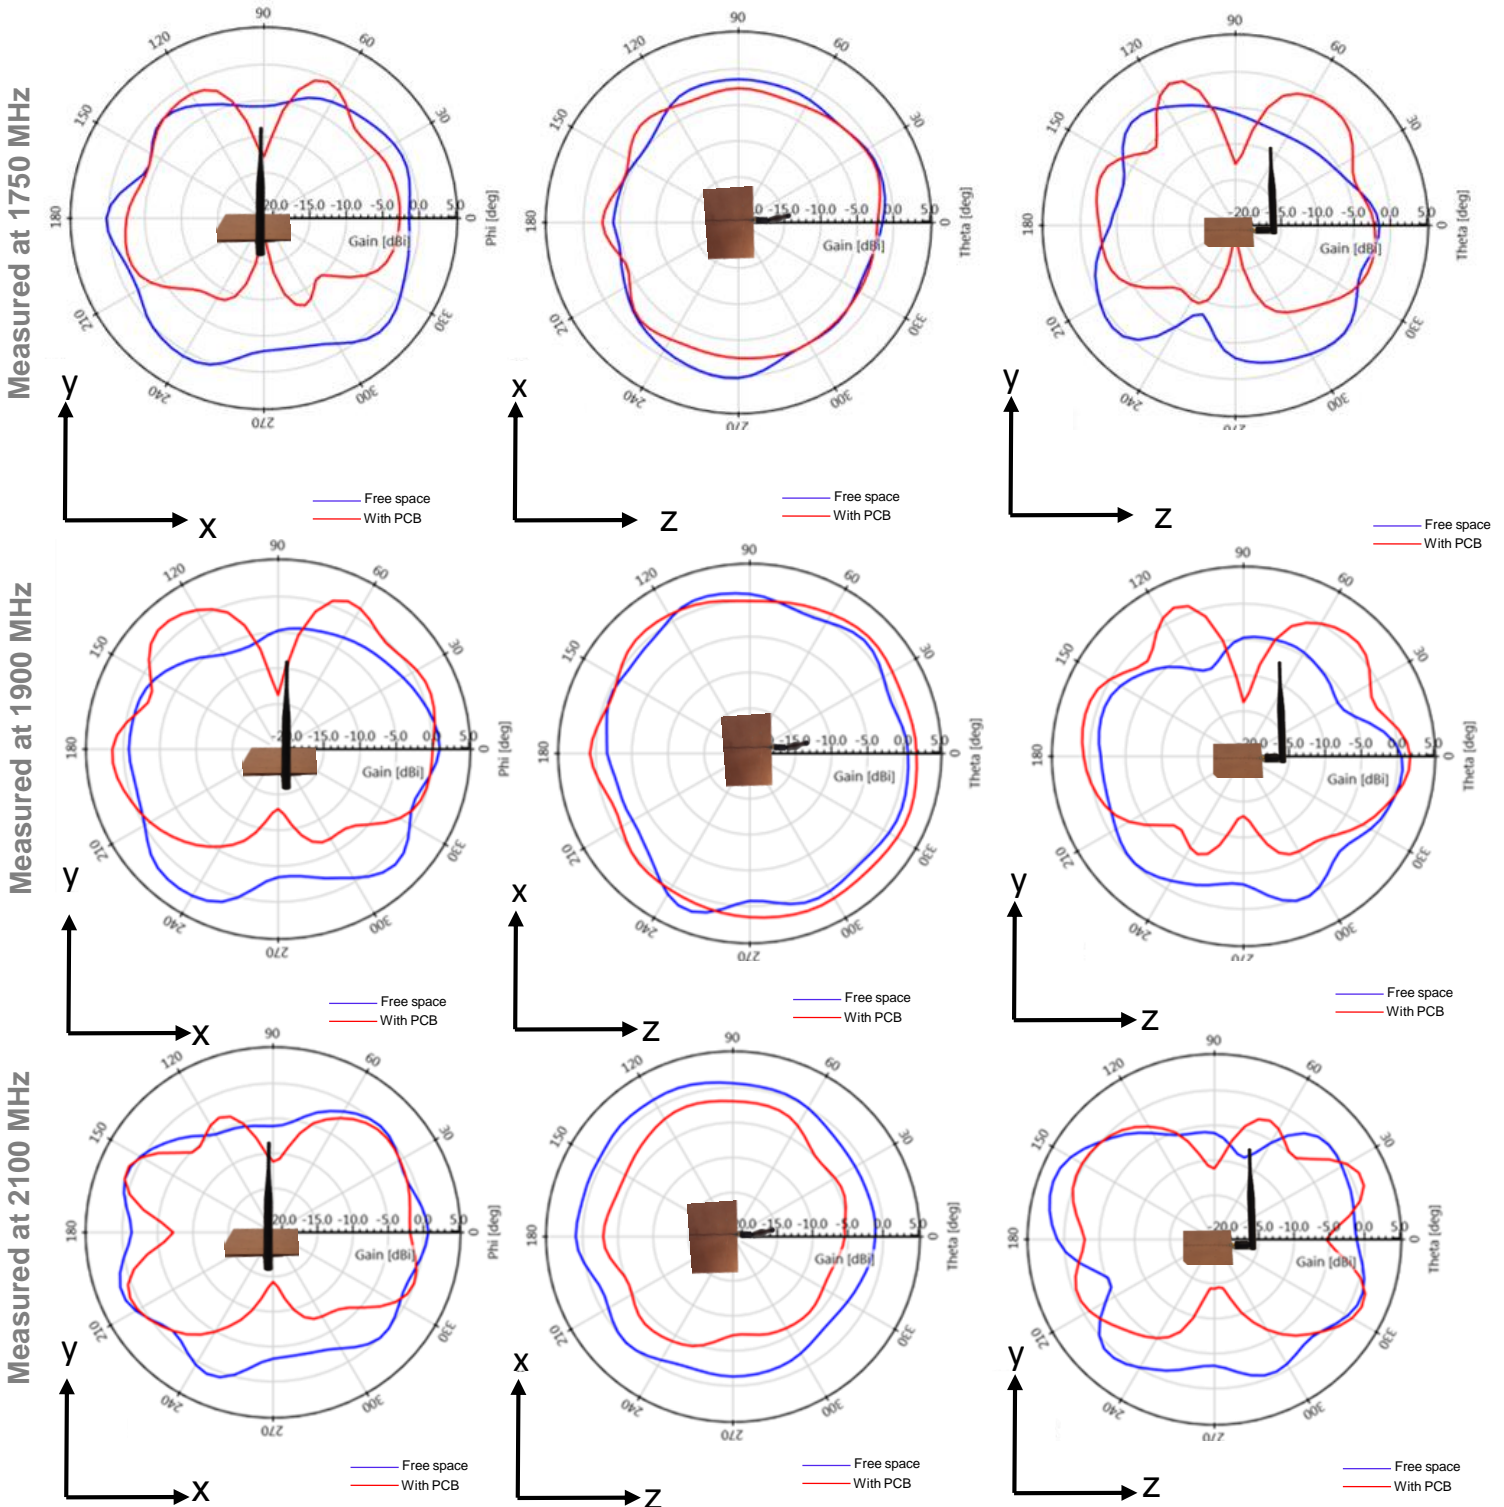 Measured at 1750 MHz
90
120
60
150
30
180
20.0 -15.0 -10.0 -5.0 0.0 5.0
0
Gain [dBi]
Phi [deg]
210
330
240
300
270
y
x
Free space
With PCB
90
120
60
150
30
180
-15.0 -10.0 -5.0 0.0 5.0
0
Gain [dBi]
Theta [deg]
210
330
240
300
270
x
z
Free space
With PCB
90
120
60
150
30
180
-20.0 -15.0 -10.0 -5.0 0.0 5.0
0
Gain [dBi]
Theta [deg]
210
330
240
300
y
z
Free space
With PCB
Measured at 1900 MHz
90
120
60
150
30
180
-20.0 -15.0 -10.0 -5.0 0.0 5.0
0
Gain [dBi]
Phi [deg]
210
330
240
300
270
y
x
Free space
With PCB
90
120
60
150
30
180
-15.0 -10.0 -5.0 0.0 5.0
0
Gain [dBi]
Theta [deg]
210
330
240
300
270
x
z
Free space
With PCB
90
120
60
150
30
180
-20.0 -15.0 -10.0 -5.0 0.0 5.0
0
Gain [dBi]
Theta [deg]
210
330
240
300
270
y
z
Free space
With PCB
Measured at 2100 MHz
90
120
60
150
30
180
20.0 -15.0 -10.0 -5.0 0.0 5.0
0
Gain [dBi]
Phi [deg]
210
330
240
300
270
y
x
Free space
With PCB
90
120
60
150
30
180
20.0 -15.0 -10.0 -5.0 0.0 5.0
0
Gain [dBi]
Theta [deg]
210
330
240
300
270
x
z
Free space
With PCB
90
120
60
150
30
180
-20.0 -15.0 -10.0 -5.0 0.0 5.0
0
Gain [dBi]
Theta [deg]
210
330
240
300
270
y
z
Free space
With PCB